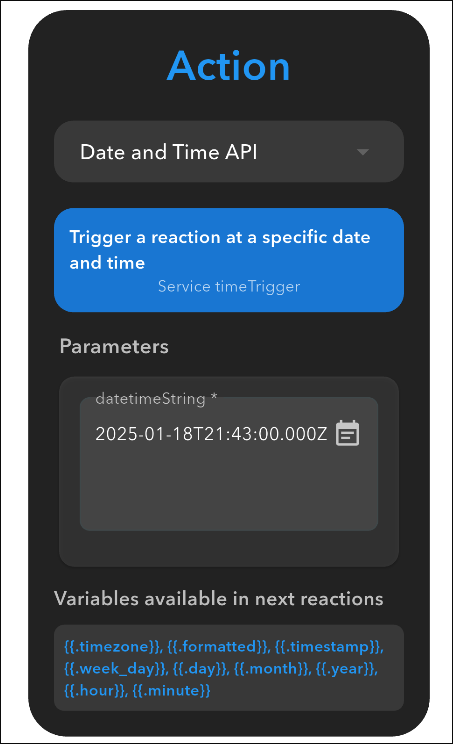 Action
Date and Time API
Trigger a reaction at a specific date
and time
Service timeTrigger
Parameters
datetimeString *
2025-01-18T21:43:00.000Z
Variables available in next reactions
{{.timezone}}, {{.formatted}}, {{.timestamp}},
{{.week_day}}, {{.day}}, {{.month}}, {{.year}},
{{.hour}}, {{.minute}}